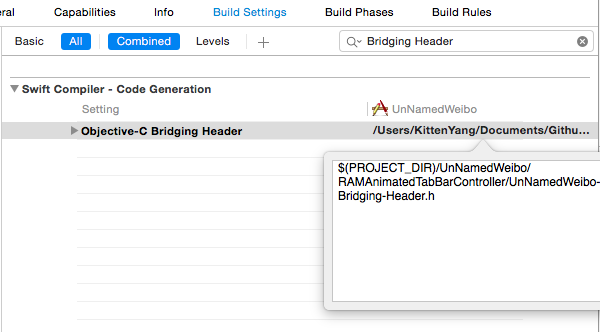 eral Capabilities Info Build Settings Build Phases Build Rules
Basic All Combined Levels + Bridging Header
Swift Compiler - Code Generation
Setting UnNamedWeibo
Objective-C Bridging Header /Users/KittenYang/Documents/Githu...
$(PROJECT_DIR)/UnNamedWeibo/
RAMAnimatedTabBarController/UnNamedWeibo-
Bridging-Header.h